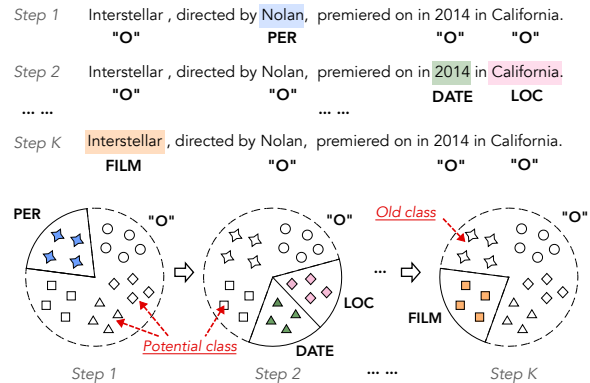 Step 1 Interstellar , directed by Nolan, premiered on in 2014 in California.
"O" PER "O" "O"
Step 2 Interstellar , directed by Nolan, premiered on in 2014 in California.
"O" "O" DATE LOC
... ... ... ...
Step K Interstellar , directed by Nolan, premiered on in 2014 in California.
FILM "O" "O" "O"
PER "O" "O" Old class "O"
... 
LOC
FILM
Potential class
DATE
Step 1 Step 2 ... ... Step K